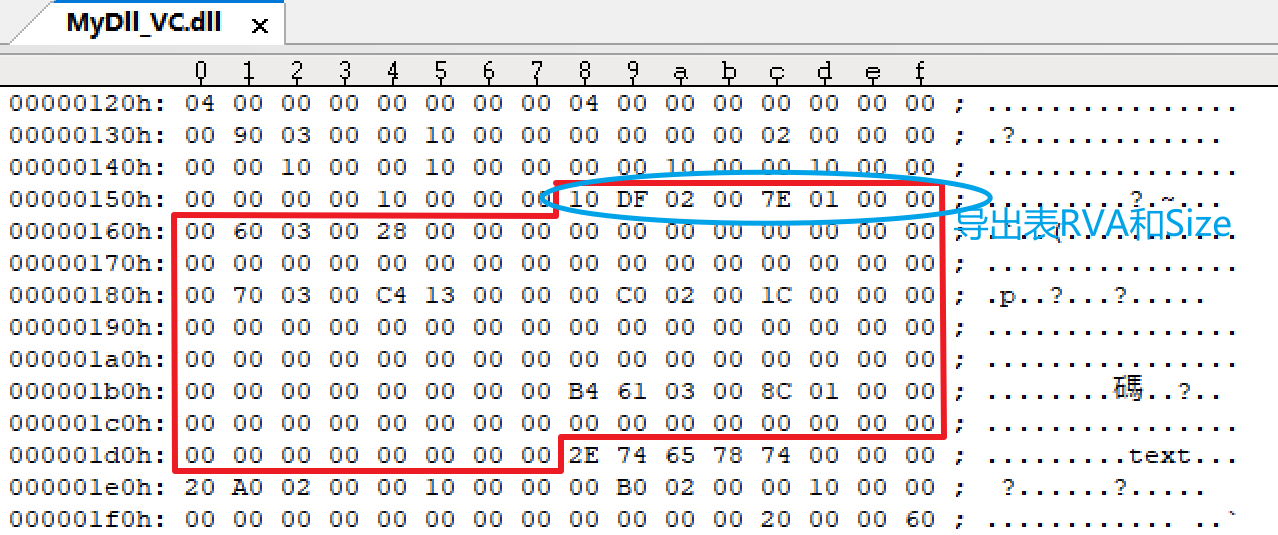 MyDll_VC.dll ×
0 1 2 3 4 5 6 7 8 9 a b c d e f
00000120h: 04 00 00 00 00 00 00 00 04 00 00 00 00 00 00 00 ; ................
00000130h: 00 90 03 00 00 10 00 00 00 00 00 00 02 00 00 00 ; .?.............
00000140h: 00 00 10 00 00 10 00 00 00 00 10 00 00 10 00 00 ; ................
00000150h: 00 00 00 00 10 00 00 00 10 DF 02 00 7E 01 00 00 ; .........?.~...
导出表RVA和Size
00000160h: 00 60 03 00 28 00 00 00 00 00 00 00 00 00 00 00 ; .`..(...........
00000170h: 00 00 00 00 00 00 00 00 00 00 00 00 00 00 00 00 ; ................
00000180h: 00 70 03 00 C4 13 00 00 00 C0 02 00 1C 00 00 00 ; .p..?...?.....
00000190h: 00 00 00 00 00 00 00 00 00 00 00 00 00 00 00 00 ; ................
000001a0h: 00 00 00 00 00 00 00 00 00 00 00 00 00 00 00 00 ; ................
000001b0h: 00 00 00 00 00 00 00 00 B4 61 03 00 8C 01 00 00 ; ........碼..?..
000001c0h: 00 00 00 00 00 00 00 00 00 00 00 00 00 00 00 00 ; ................
000001d0h: 00 00 00 00 00 00 00 00 2E 74 65 78 74 00 00 00 ; .........text...
000001e0h: 20 A0 02 00 00 10 00 00 00 B0 02 00 00 10 00 00 ; ?......?.....
000001f0h: 00 00 00 00 00 00 00 00 00 00 00 00 20 00 00 60 ; ............ ..`